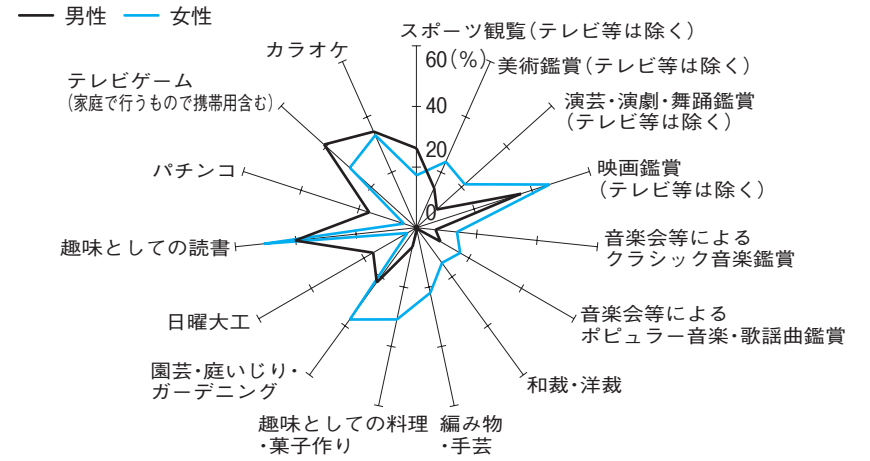 男性 女性
スポーツ観覧（テレビ等は除く）
60（%）
40
20
0
美術鑑賞（テレビ等は除く）
演芸・演劇・舞踊鑑賞
（テレビ等は除く）
映画鑑賞
（テレビ等は除く）
音楽会等による
クラシック音楽鑑賞
音楽会等による
ポピュラー音楽・歌謡曲鑑賞
和裁・洋裁
編み物
・手芸
趣味としての料理
・菓子作り
園芸・庭いじり・
ガーデニング
日曜大工
趣味としての読書
パチンコ
テレビゲーム
（家庭で行うもので携帯用含む）
カラオケ